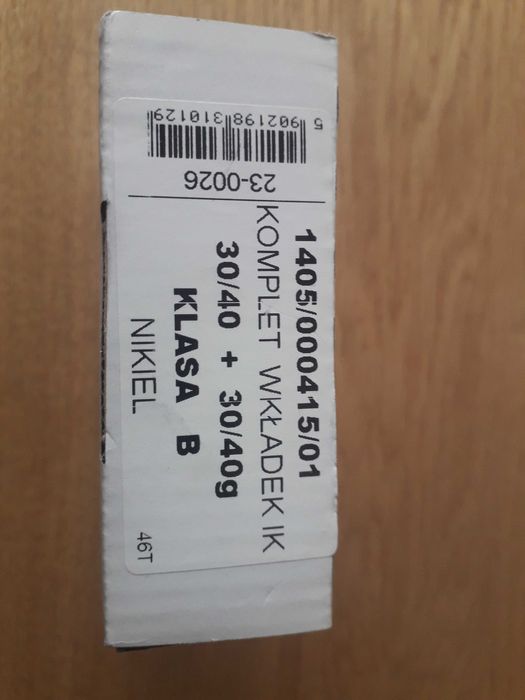 1405/000415/01
KOMPLET WKŁADEK IK
30/40 + 30/40g
KLASA B
NIKIEL
46T
23-0026
5 902198 310129